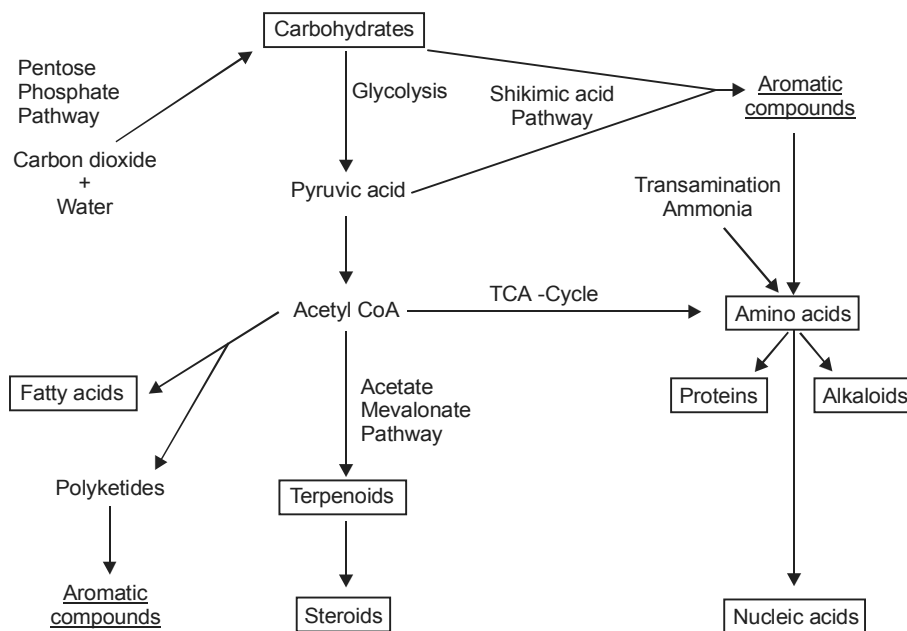 Carbohydrates
Pentose
Phosphate
Pathway
Glycolysis
Shikimic acid
Pathway
Aromatic
compounds
Carbon dioxide
+
Water
Pyruvic acid
Transamination
Ammonia
Acetyl CoA
TCA -Cycle
Amino acids
Fatty acids
Acetate
Mevalonate
Pathway
Proteins
Alkaloids
Polyketides
Terpenoids
Aromatic
compounds
Steroids
Nucleic acids